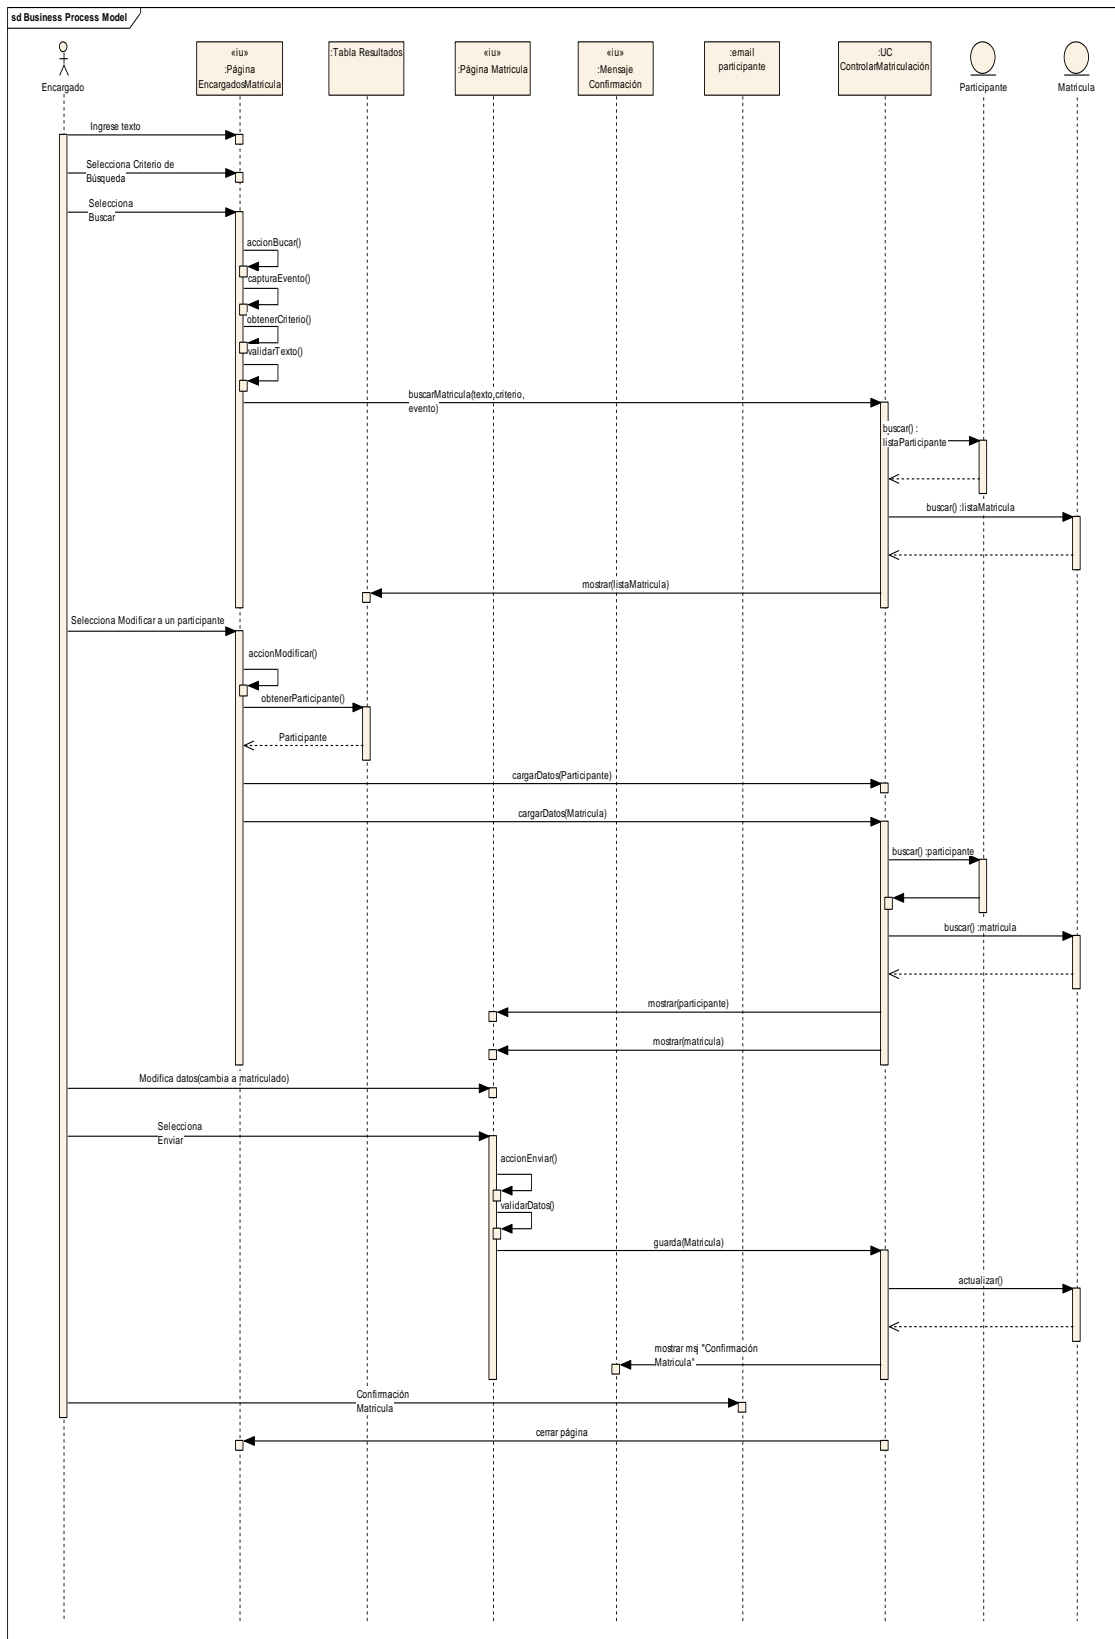 sd Business Process Model
Encargado
«iu»
:Página
EncargadosMatricula
:Tabla Resultados
«iu»
:Página Matricula
«iu»
:Mensaje
Confirmación
:email
participante
:UC
ControlarMatriculación
Participante
Matricula
Ingrese texto
Selecciona Criterio de
Búsqueda
Selecciona
Buscar
accionBucar()
capturaEvento()
obtenerCriterio()
validarTexto()
buscarMatricula(texto,criterio,
evento)
buscar() :
listaParticipante
buscar() :listaMatricula
mostrar(listaMatricula)
Selecciona Modificar a un participante
accionModificar()
obtenerParticipante()
Participante
cargarDatos(Participante)
cargarDatos(Matricula)
buscar() :participante
buscar() :matricula
mostrar(participante)
mostrar(matricula)
Modifica datos(cambia a matriculado)
Selecciona
Enviar
accionEnviar()
validarDatos()
guarda(Matricula)
actualizar()
mostrar msj "Confirmación
Matricula"
Confirmación
Matricula
cerrar página